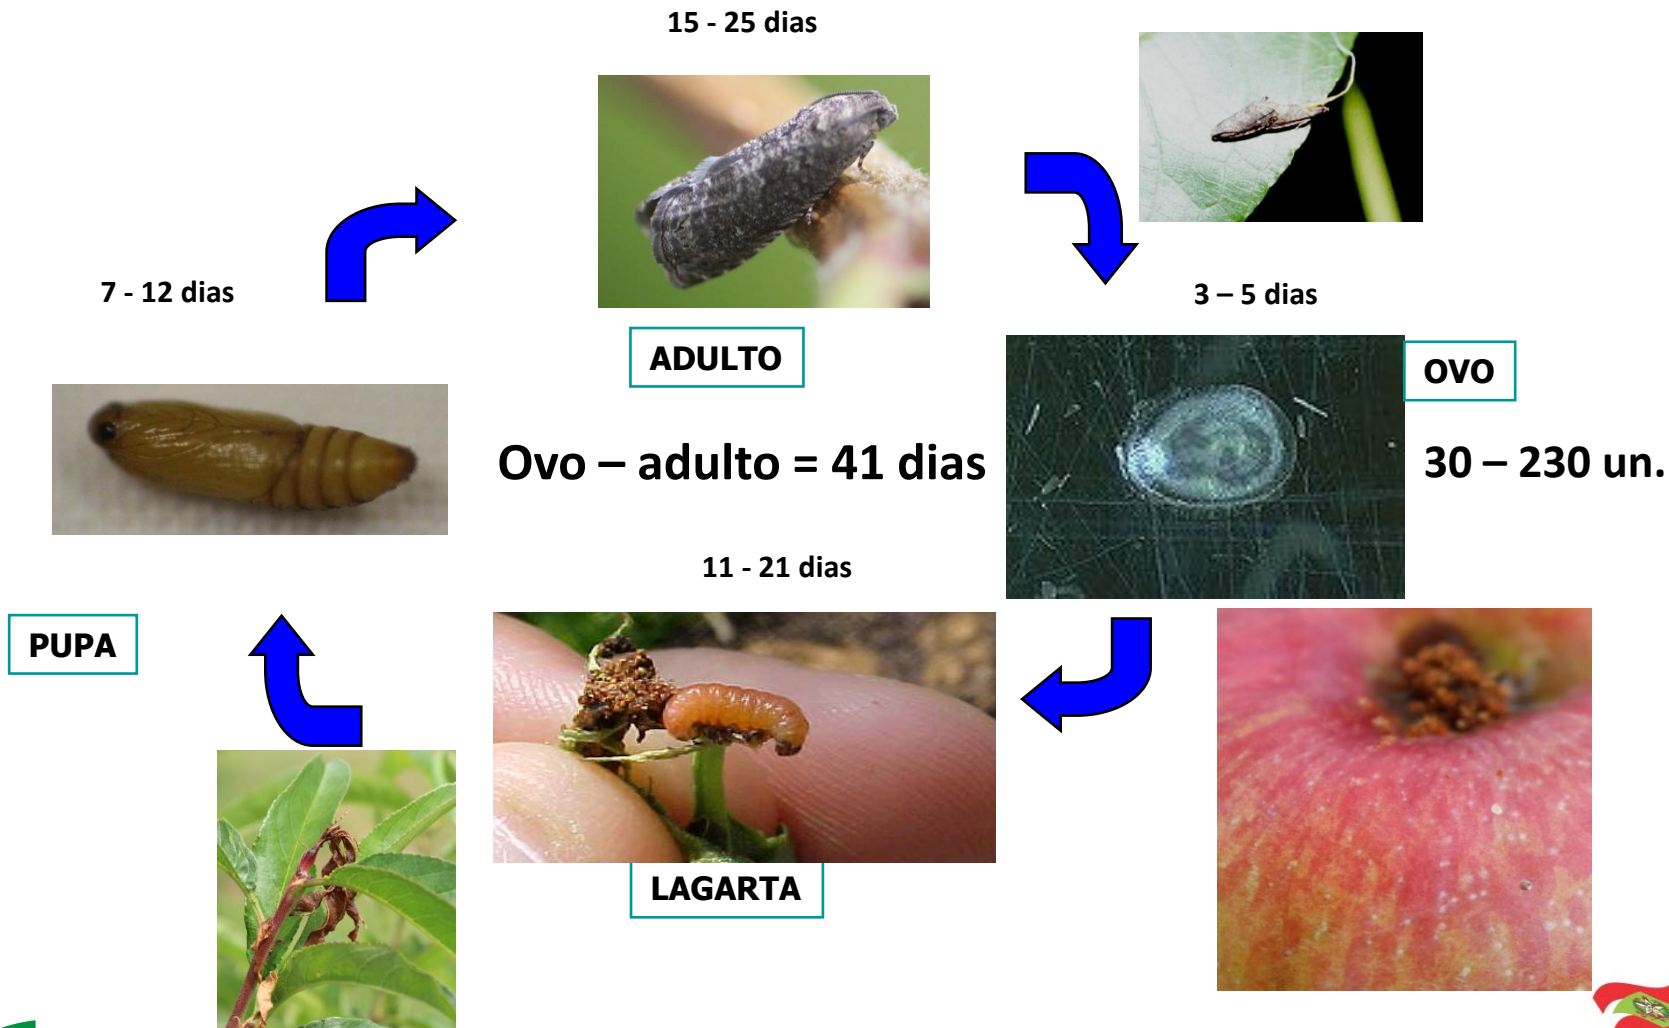 15 - 25 dias
7 - 12 dias
3 – 5 dias
ADULTO
OVO
Ovo – adulto = 41 dias
30 – 230 un.
11 - 21 dias
PUPA
LAGARTA